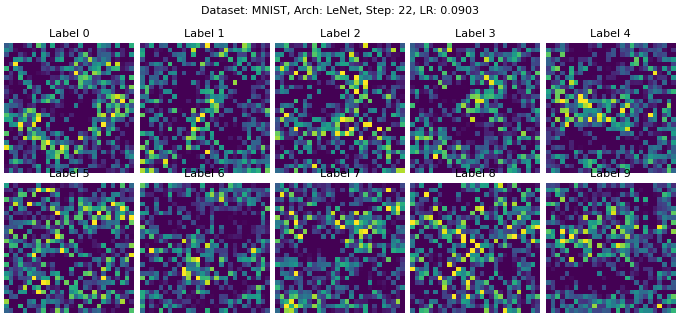 Dataset: MNIST, Arch: LeNet, Step: 22, LR: 0.0903
Label 0 Label 1 Label 2 Label 3 Label 4
Label 5 Label 6 Label 7 Label 8 Label 9